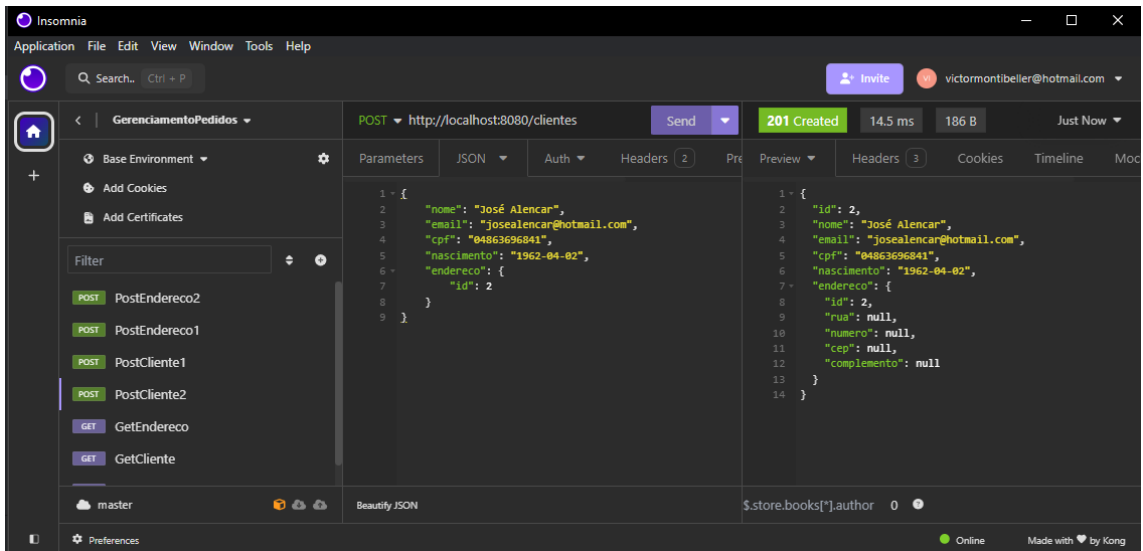 Insomnia
Application File Edit View Window Tools Help
Search.. Ctrl + P
Invite
VI
victormontibeller@hotmail.com
GerenciamentoPedidos
Base Environment
Add Cookies
Add Certificates
Filter
POST PostEndereco2
POST PostEndereco1
POST PostCliente1
POST PostCliente2
GET GetEndereco
GET GetCliente
master
Preferences
POST http://localhost:8080/clientes Send
Parameters JSON Auth Headers 2 Pre
1 {
2 "nome": "José Alencar",
3 "email": "josealencar@hotmail.com",
4 "cpf": "04863696841",
5 "nascimento": "1962-04-02",
6 "endereco": {
7 "id": 2
8 }
9 }
Beautify JSON
201 Created 14.5 ms 186 B Just Now
Preview Headers 3 Cookies Timeline Moc
1 {
2 "id": 2,
3 "nome": "José Alencar",
4 "email": "josealencar@hotmail.com",
5 "cpf": "04863696841",
6 "nascimento": "1962-04-02",
7 "endereco": {
8 "id": 2,
9 "rua": null,
10 "numero": null,
11 "cep": null,
12 "complemento": null
13 }
14 }
$.store.books[*].author 0
Online Made with by Kong